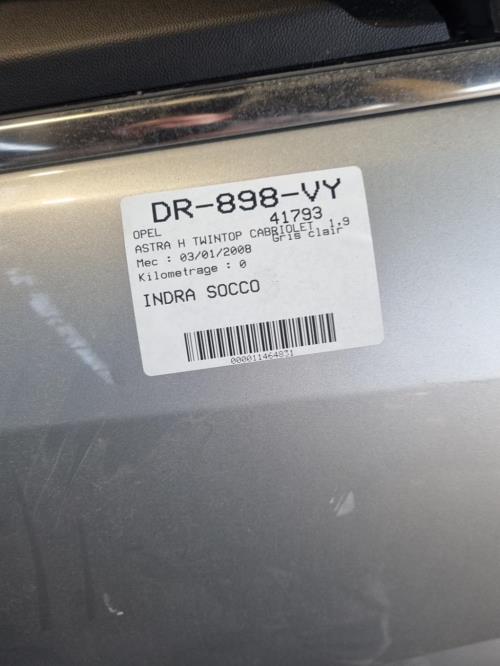 DR-898-VY
OPEL 41793
ASTRA H TWINTOP CABRIOLET 1.9
Mec : 03/01/2008 Gris clair
Kilometrage : 0
INDRA SOCCO